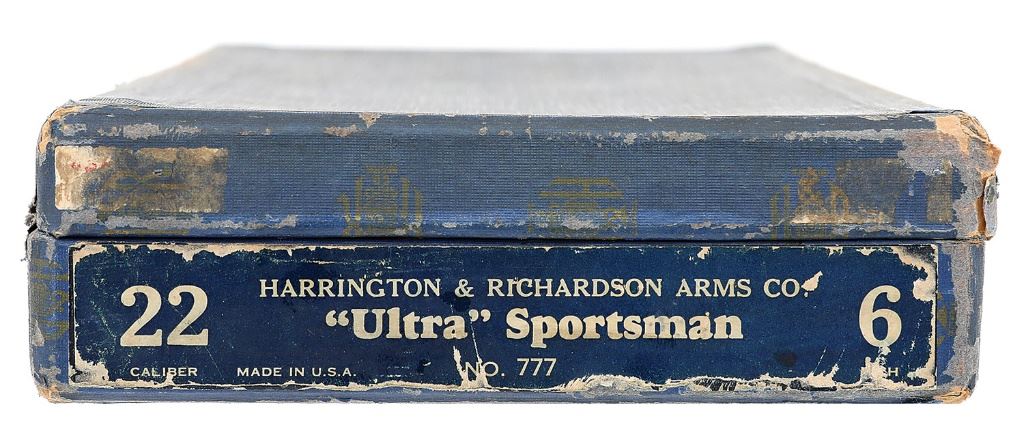 HARRINGTON & RICHARDSON ARMS CO.
22 "Ultra" Sportsman 6
CALIBER MADE IN U.S.A. NO. 777